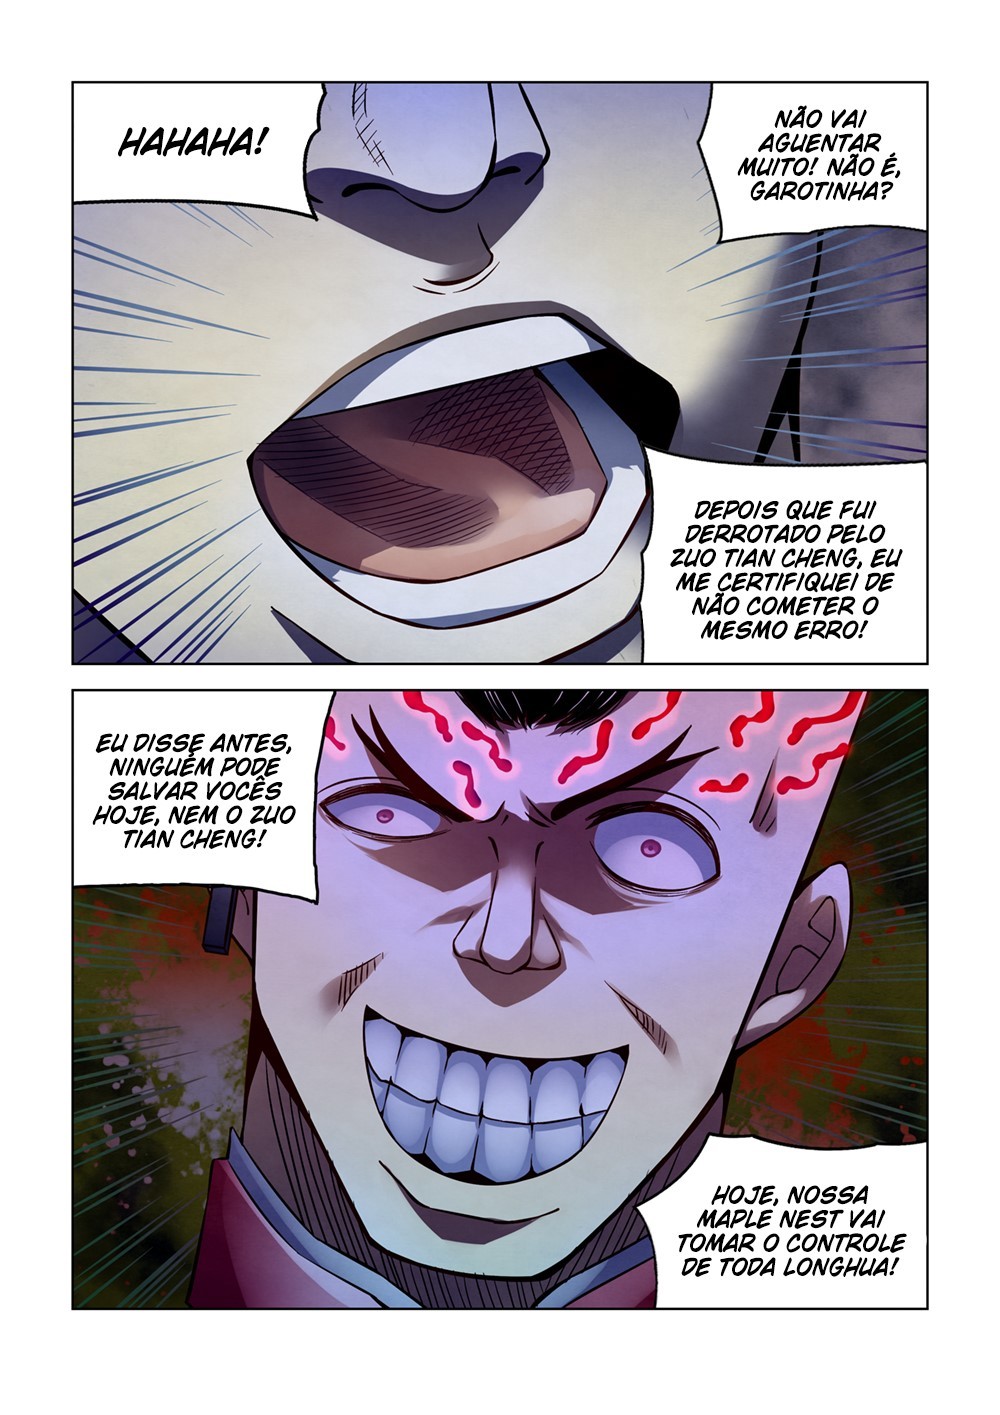 HAHAHA!
NÃO VAI
AGUENTAR
MUITO! NÃO É,
GAROTINHA?
DEPOIS QUE FUI
DERROTADO PELO
ZUO TIAN CHENG, EU
ME CERTIFIQUEI DE
NÃO COMETER O
MESMO ERRO!
EU DISSE ANTES,
NINGUÉM PODE
SALVAR VOCÊS
HOJE, NEM O ZUO
TIAN CHENG!
HOJE, NOSSA
MAPLE NEST VAI
TOMAR O CONTROLE
DE TODA LONGHUA!